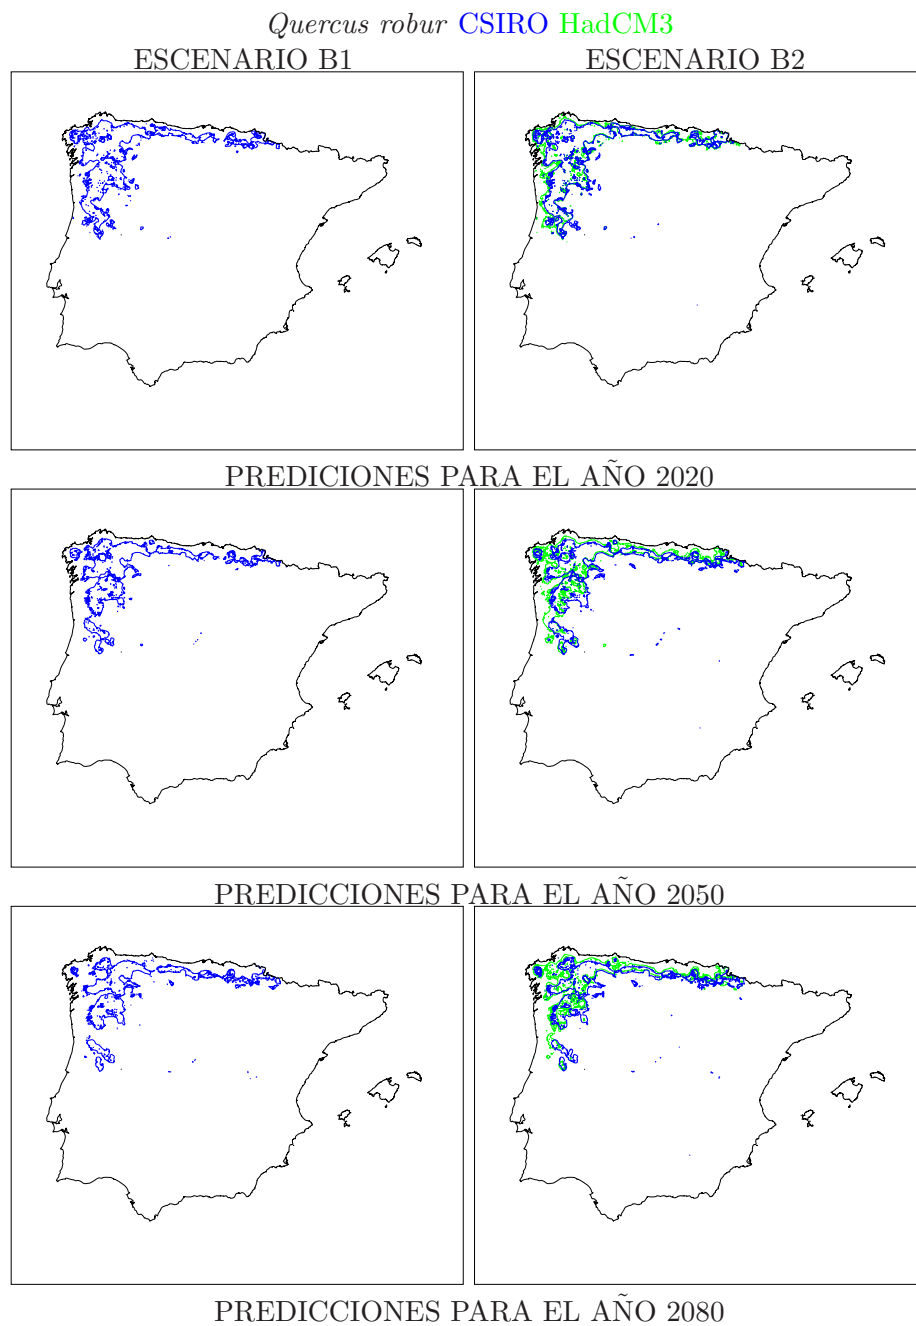 Quercus robur CSIRO HadCM3
ESCENARIO B1 ESCENARIO B2
PREDICIONES PARA EL AÑO 2020
PREDICCIONES PARA EL AÑO 2050
PREDICCIONES PARA EL AÑO 2080